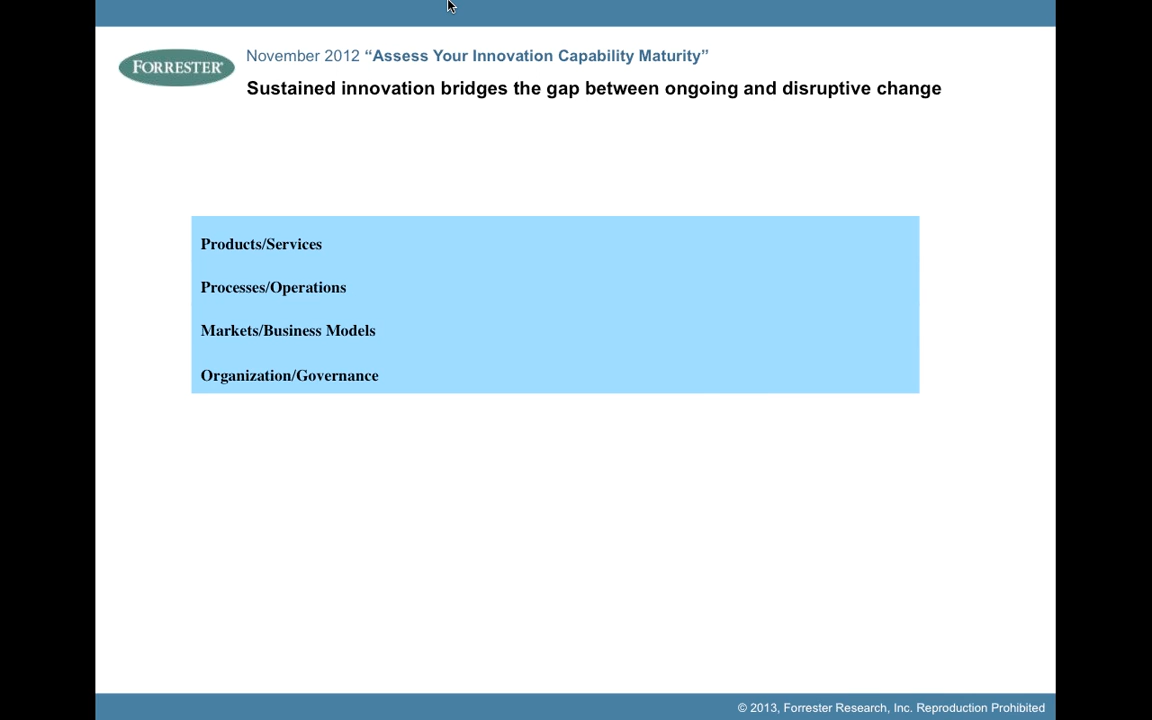 FORRESTER®
November 2012 “Assess Your Innovation Capability Maturity”
Sustained innovation bridges the gap between ongoing and disruptive change
Products/Services
Processes/Operations
Markets/Business Models
Organization/Governance
© 2013, Forrester Research, Inc. Reproduction Prohibited